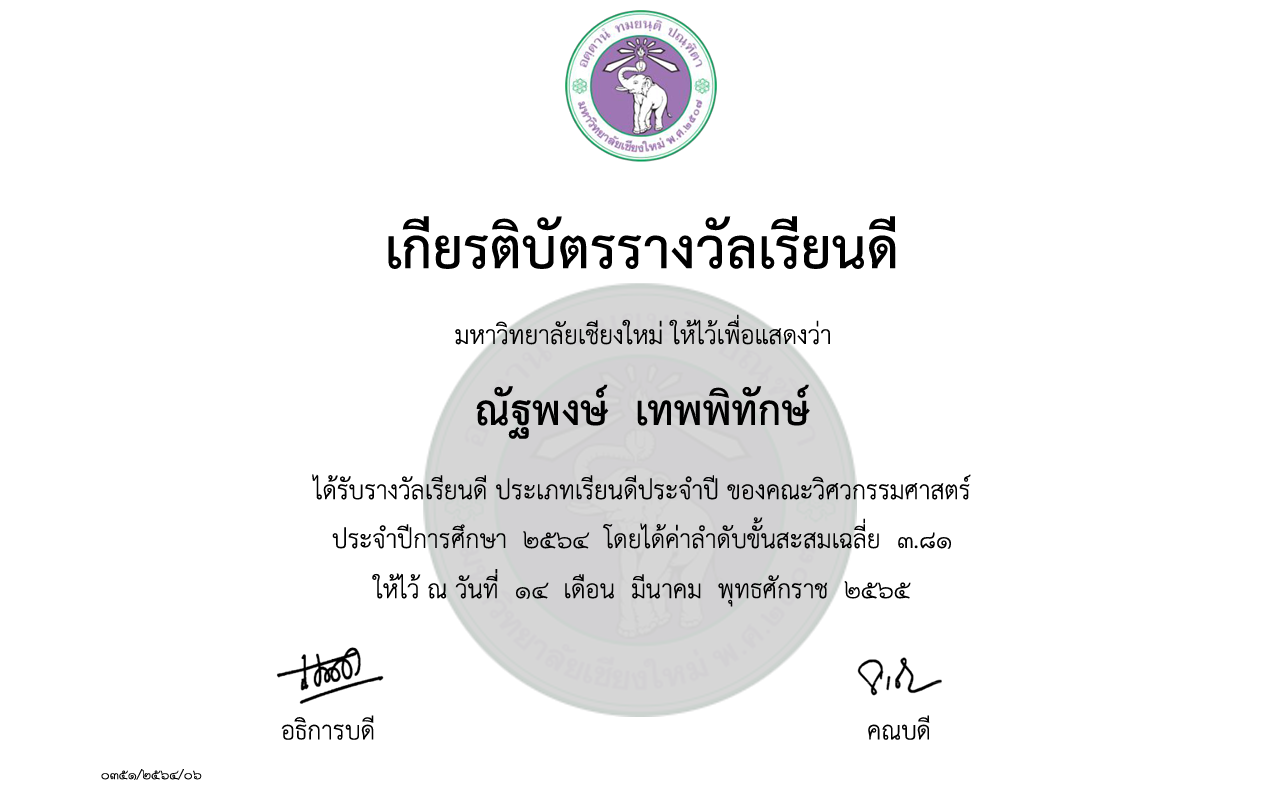 อตฺตานํ ทมยนฺติ ปณฺฑิตา
มหาวิทยาลัยเชียงใหม่ พ.ศ.๒๕๐๗
เกียรติบัตรรางวัลเรียนดี
มหาวิทยาลัยเชียงใหม่ ให้ไว้เพื่อแสดงว่า
ณัฐพงษ์ เทพพิทักษ์
ได้รับรางวัลเรียนดี ประเภทเรียนดีประจำปี ของคณะวิศวกรรมศาสตร์
ประจำปีการศึกษา ๒๕๖๔ โดยได้ค่าลำดับขั้นสะสมเฉลี่ย ๓.๘๑
ให้ไว้ ณ วันที่ ๑๔ เดือน มีนาคม พุทธศักราช ๒๕๖๕
อธิการบดี
คณบดี
๐๓๕๑/๒๕๖๔/๐๖